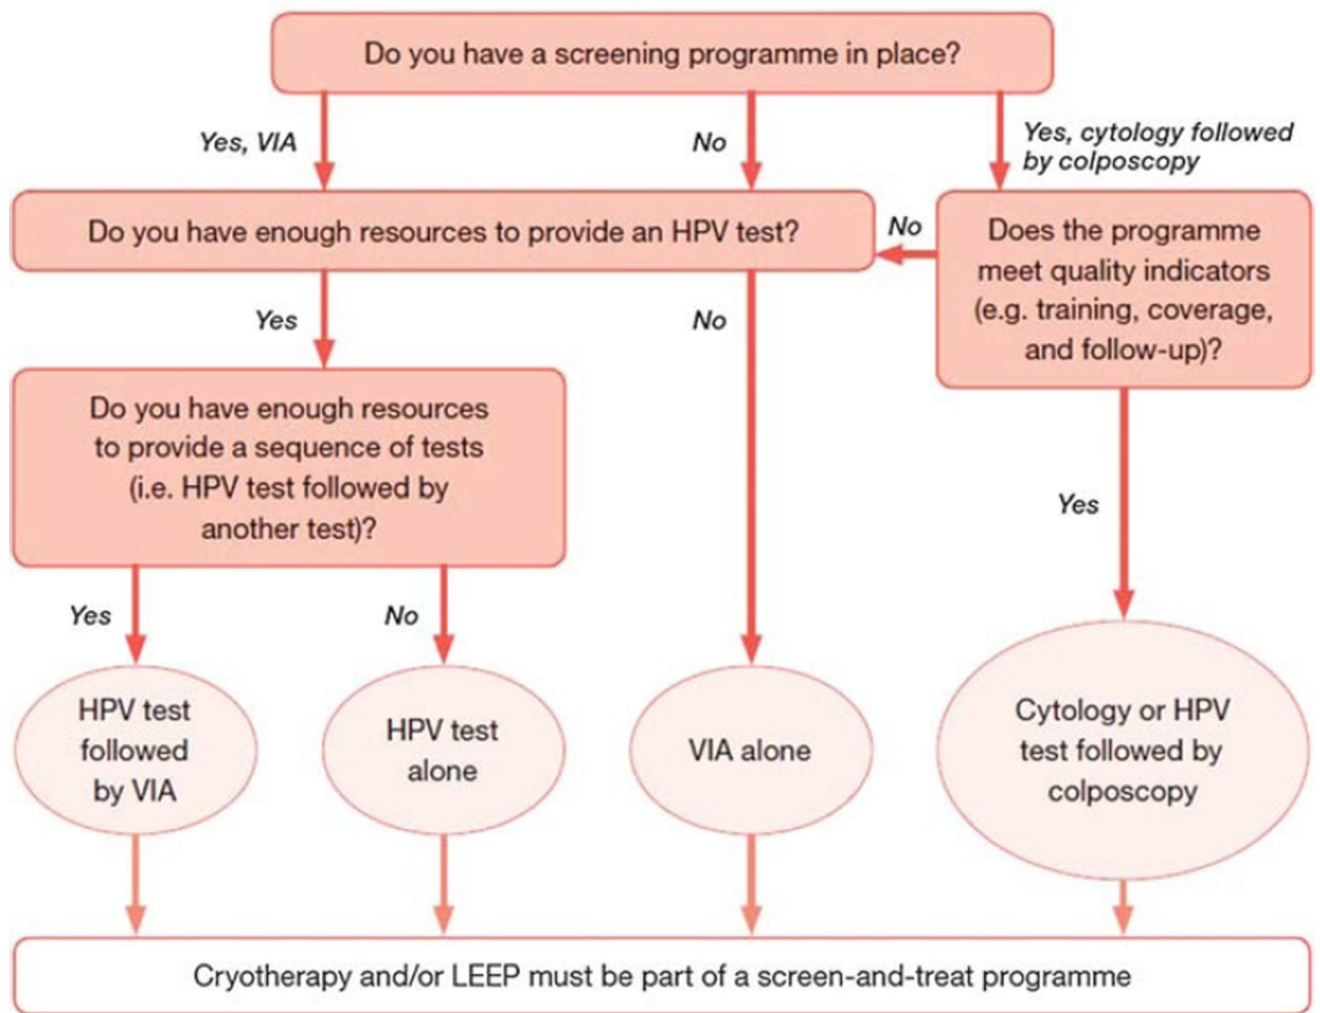 Do you have a screening programme in place?
Yes, VIA
No
Yes, cytology followed
by colposcopy
Do you have enough resources to provide an HPV test?
No
Does the programme
meet quality indicators
(e.g. training, coverage,
and follow-up)?
Yes
No
Do you have enough resources
to provide a sequence of tests
(i.e. HPV test followed by
another test)?
Yes
Yes
No
HPV test
followed
by VIA
HPV test
alone
VIA alone
Cytology or HPV
test followed by
colposcopy
Cryotherapy and/or LEEP must be part of a screen-and-treat programme